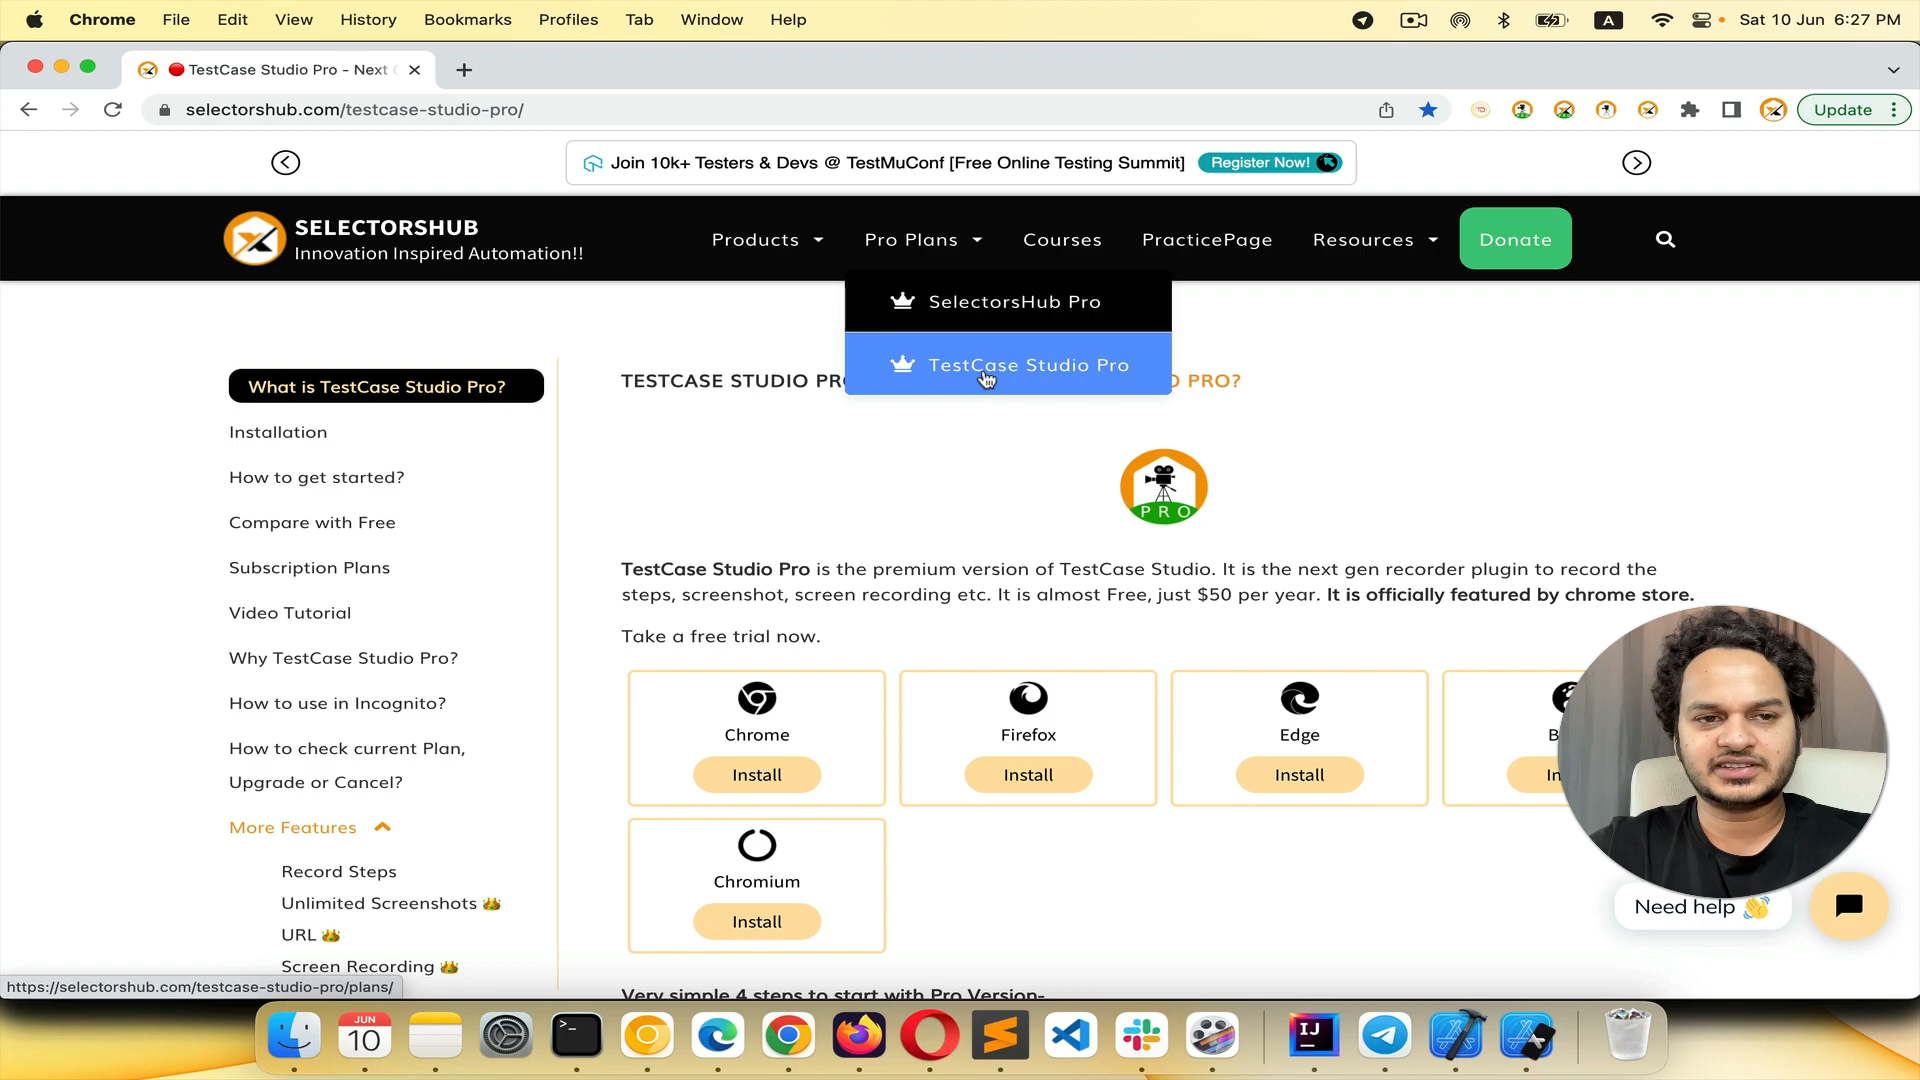 Chrome File Edit View History Bookmarks Profiles Tab Window Help A Sat 10 Jun 6:27 PM
TestCase Studio Pro - Next
selectorshub.com/testcase-studio-pro/ Update
Join 10k+ Testers & Devs @ TestMuConf [Free Online Testing Summit] Register Now!
SELECTORSHUB
Innovation Inspired Automation!!
Products Pro Plans Courses PracticePage Resources Donate
SelectorsHub Pro
TestCase Studio Pro
TESTCASE STUDIO PRO PRO?
What is TestCase Studio Pro?
Installation
How to get started?
Compare with Free
Subscription Plans
Video Tutorial
Why TestCase Studio Pro?
How to use in Incognito?
How to check current Plan,
Upgrade or Cancel?
More Features
Record Steps
Unlimited Screenshots
URL
Screen Recording
PRO
TestCase Studio Pro is the premium version of TestCase Studio. It is the next gen recorder plugin to record the
steps, screenshot, screen recording etc. It is almost Free, just $50 per year. It is officially featured by chrome store.
Take a free trial now.
Chrome
Install
Firefox
Install
Edge
Install
Chromium
Install
Very simple 4 steps to start with Pro Version-
Need help
https://selectorshub.com/testcase-studio-pro/plans/
JUN
10
IJ